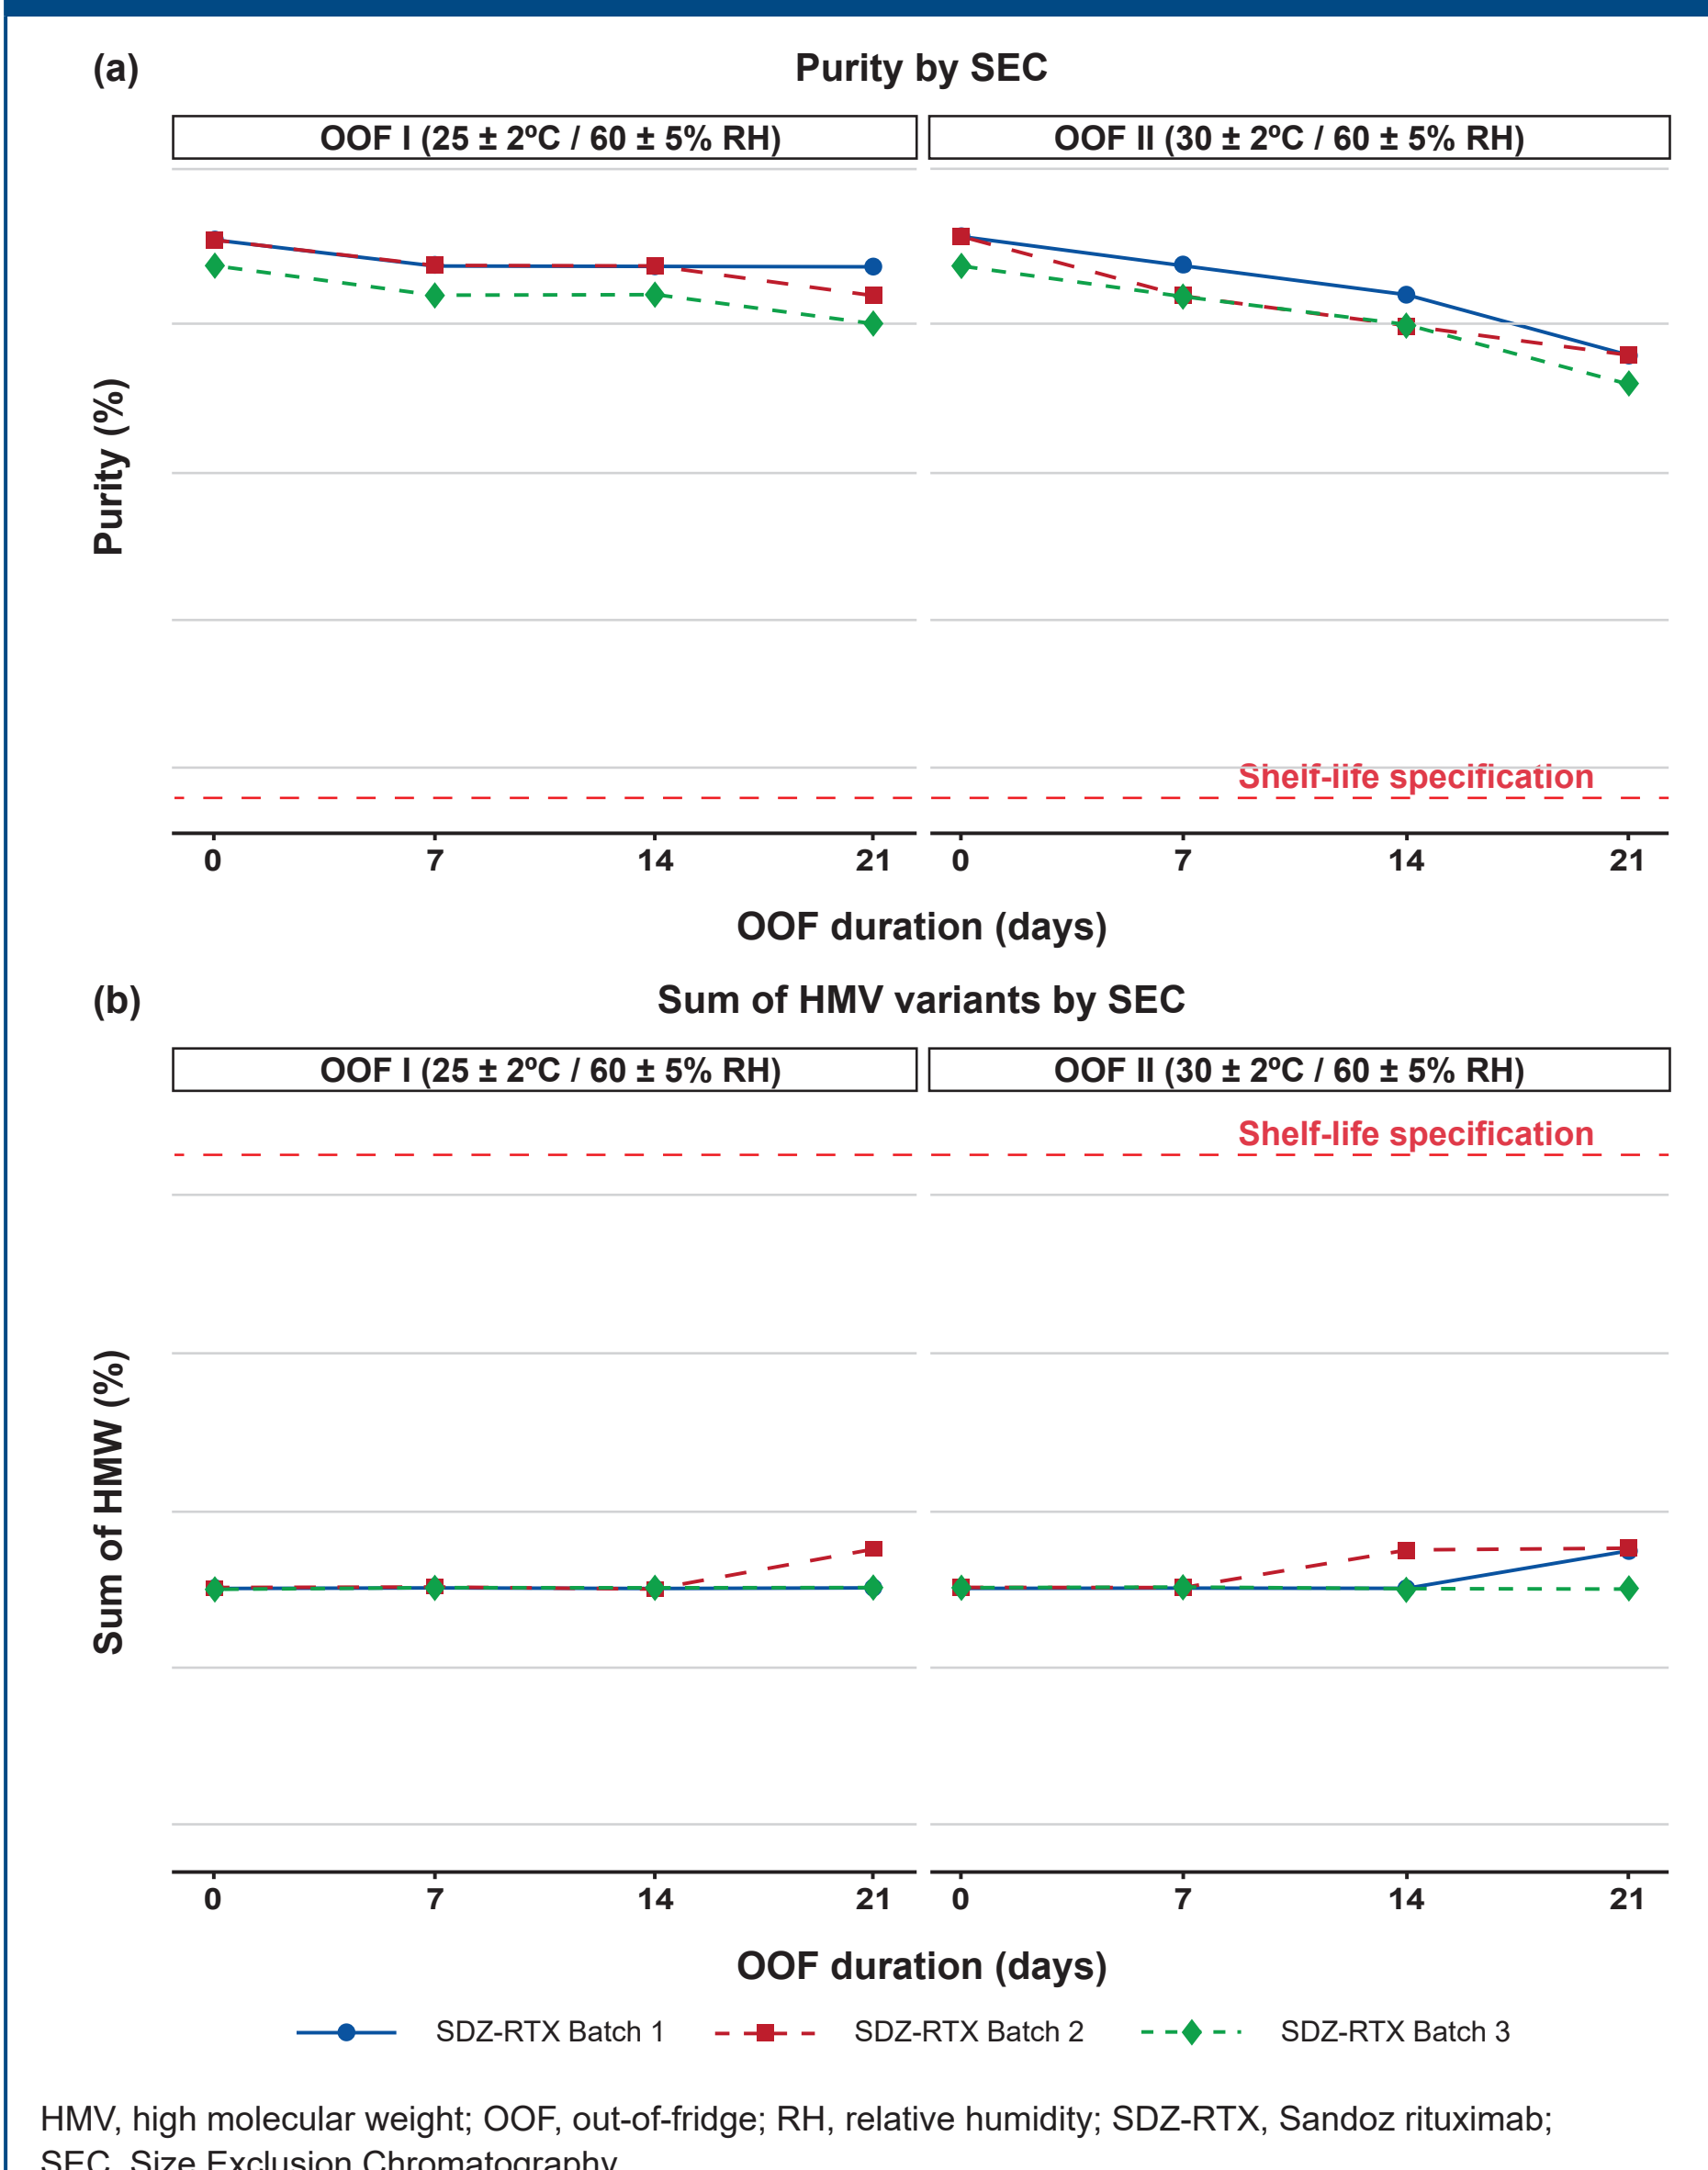 (a)
Purity by SEC
OOF I (25 ± 2ºC / 60 ± 5% RH)
OOF II (30 ± 2ºC / 60 ± 5% RH)
Purity (%)
Shelf-life specification
0 7 14 21 0 7 14 21
OOF duration (days)
(b)
Sum of HMV variants by SEC
OOF I (25 ± 2ºC / 60 ± 5% RH)
OOF II (30 ± 2ºC / 60 ± 5% RH)
Shelf-life specification
Sum of HMW (%)
0 7 14 21 0 7 14 21
OOF duration (days)
SDZ-RTX Batch 1 SDZ-RTX Batch 2 SDZ-RTX Batch 3
HMV, high molecular weight; OOF, out-of-fridge; RH, relative humidity; SDZ-RTX, Sandoz rituximab;
SEC, Size Exclusion Chromatography